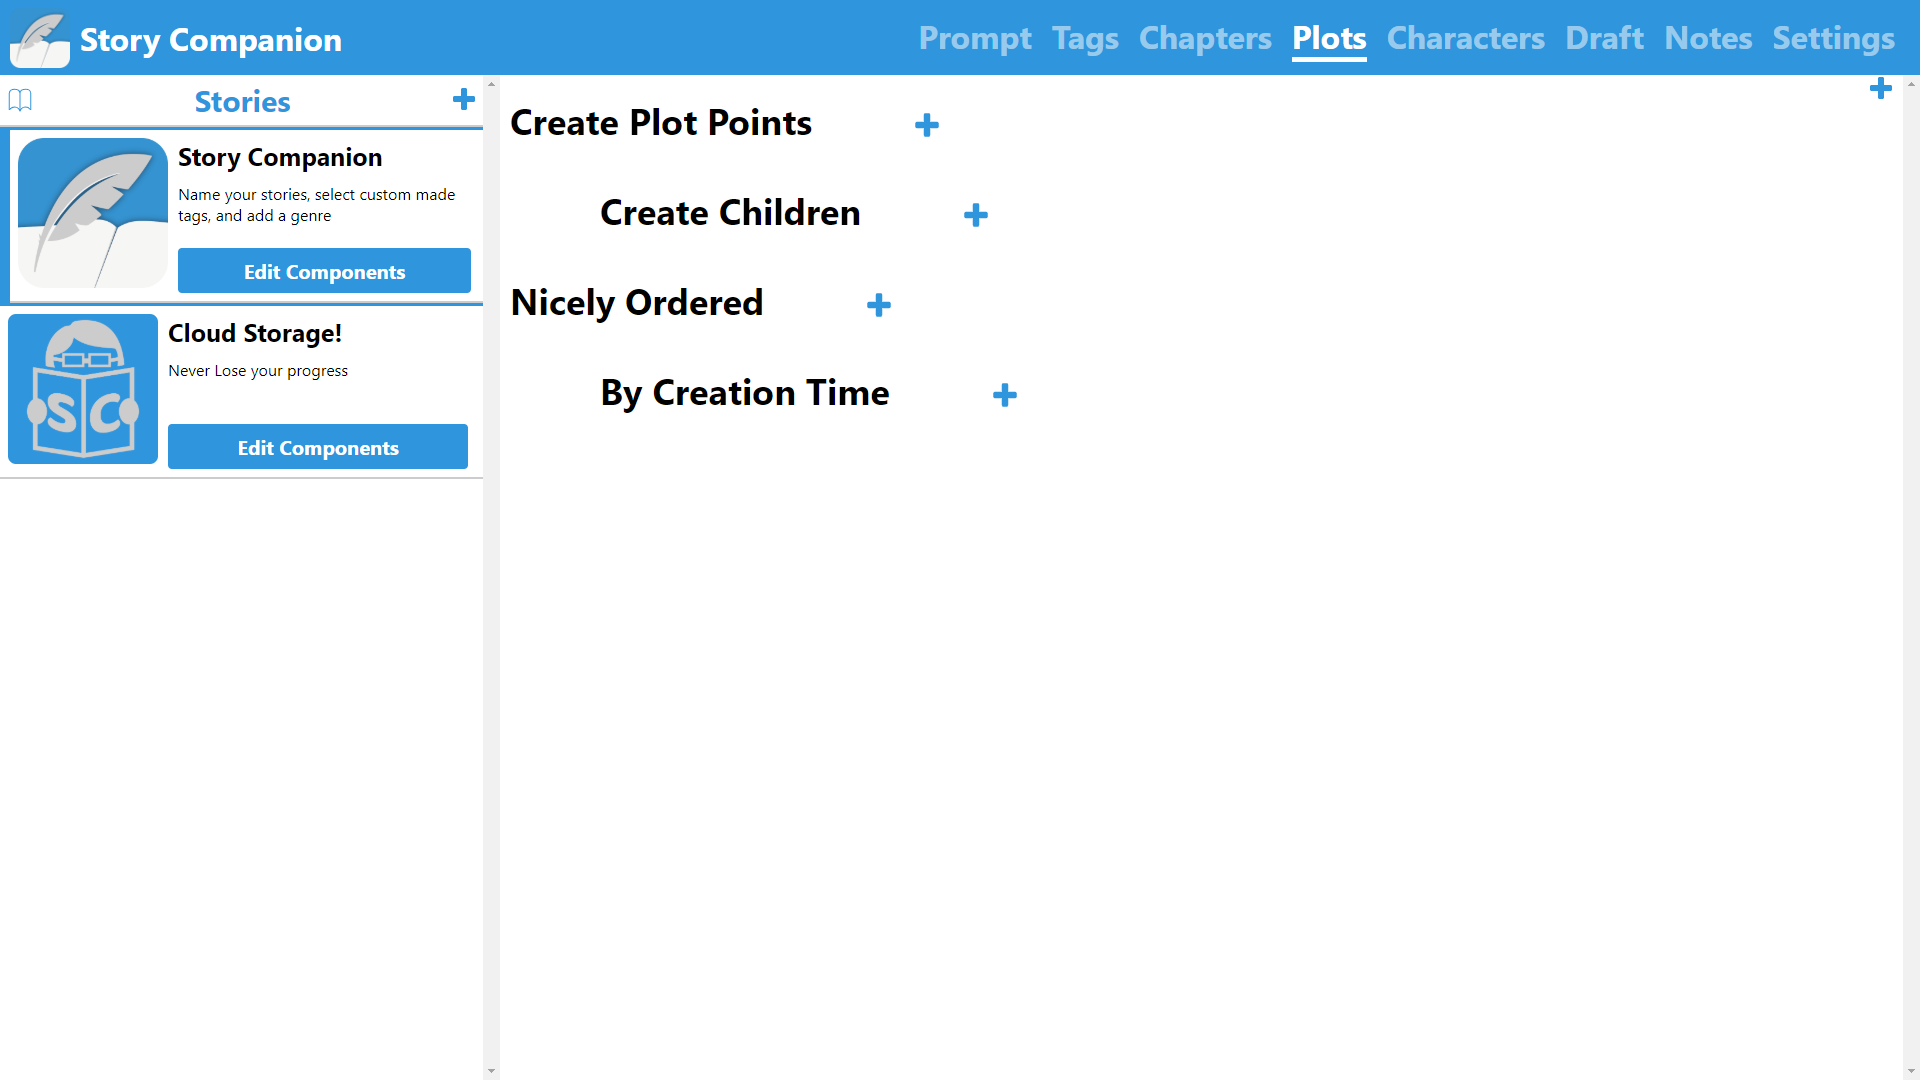 Story Companion
Prompt Tags Chapters Plots Characters Draft Notes Settings
Stories
Story Companion
Name your stories, select custom made
tags, and add a genre
Edit Components
SC
Cloud Storage!
Never Lose your progress
Edit Components
Create Plot Points
Create Children
Nicely Ordered
By Creation Time